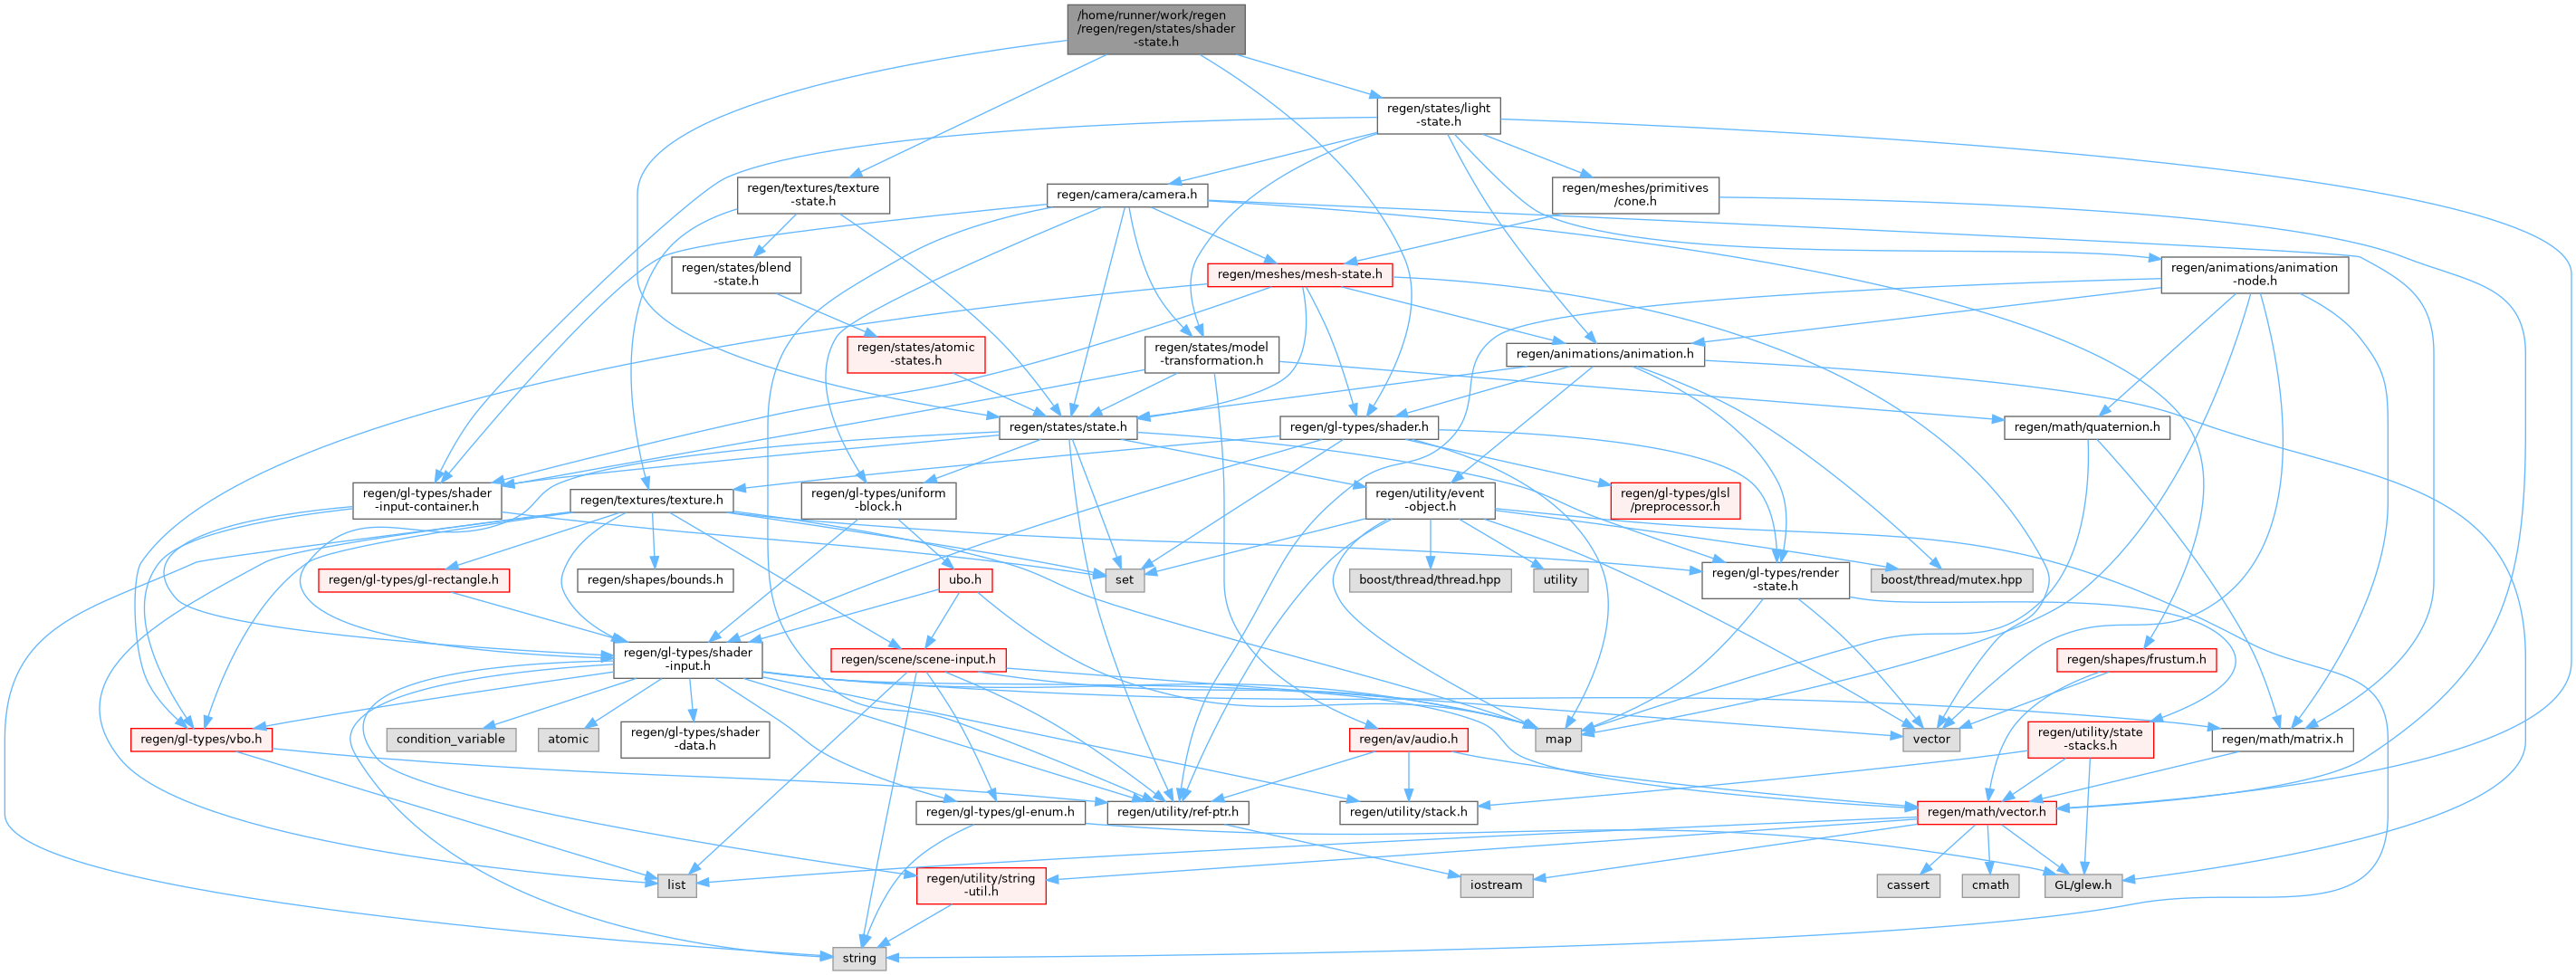 /home/runner/work/regen
/regen/regen/states/shader
-state.h
regen/states/light
-state.h
regen/textures/texture
-state.h
regen/camera/camera.h
regen/meshes/primitives
/cone.h
regen/states/blend
-state.h
regen/meshes/mesh-state.h
regen/animations/animation
-node.h
regen/states/atomic
-states.h
regen/states/model
-transformation.h
regen/animations/animation.h
regen/states/state.h
regen/gl-types/shader.h
regen/math/quaternion.h
regen/gl-types/shader
-input-container.h
regen/textures/texture.h
regen/gl-types/uniform
-block.h
regen/utility/event
-object.h
regen/gl-types/glsl
/preprocessor.h
regen/gl-types/gl-rectangle.h
regen/shapes/bounds.h
ubo.h
set
boost/thread/thread.hpp
utility
regen/gl-types/render
-state.h
boost/thread/mutex.hpp
regen/gl-types/shader
-input.h
regen/scene/scene-input.h
regen/shapes/frustum.h
regen/gl-types/vbo.h
condition_variable
atomic
regen/gl-types/shader
-data.h
regen/av/audio.h
map
vector
regen/utility/state
-stacks.h
regen/math/matrix.h
regen/gl-types/gl-enum.h
regen/utility/ref-ptr.h
regen/utility/stack.h
regen/math/vector.h
list
regen/utility/string
-util.h
iostream
cassert
cmath
GL/glew.h
string